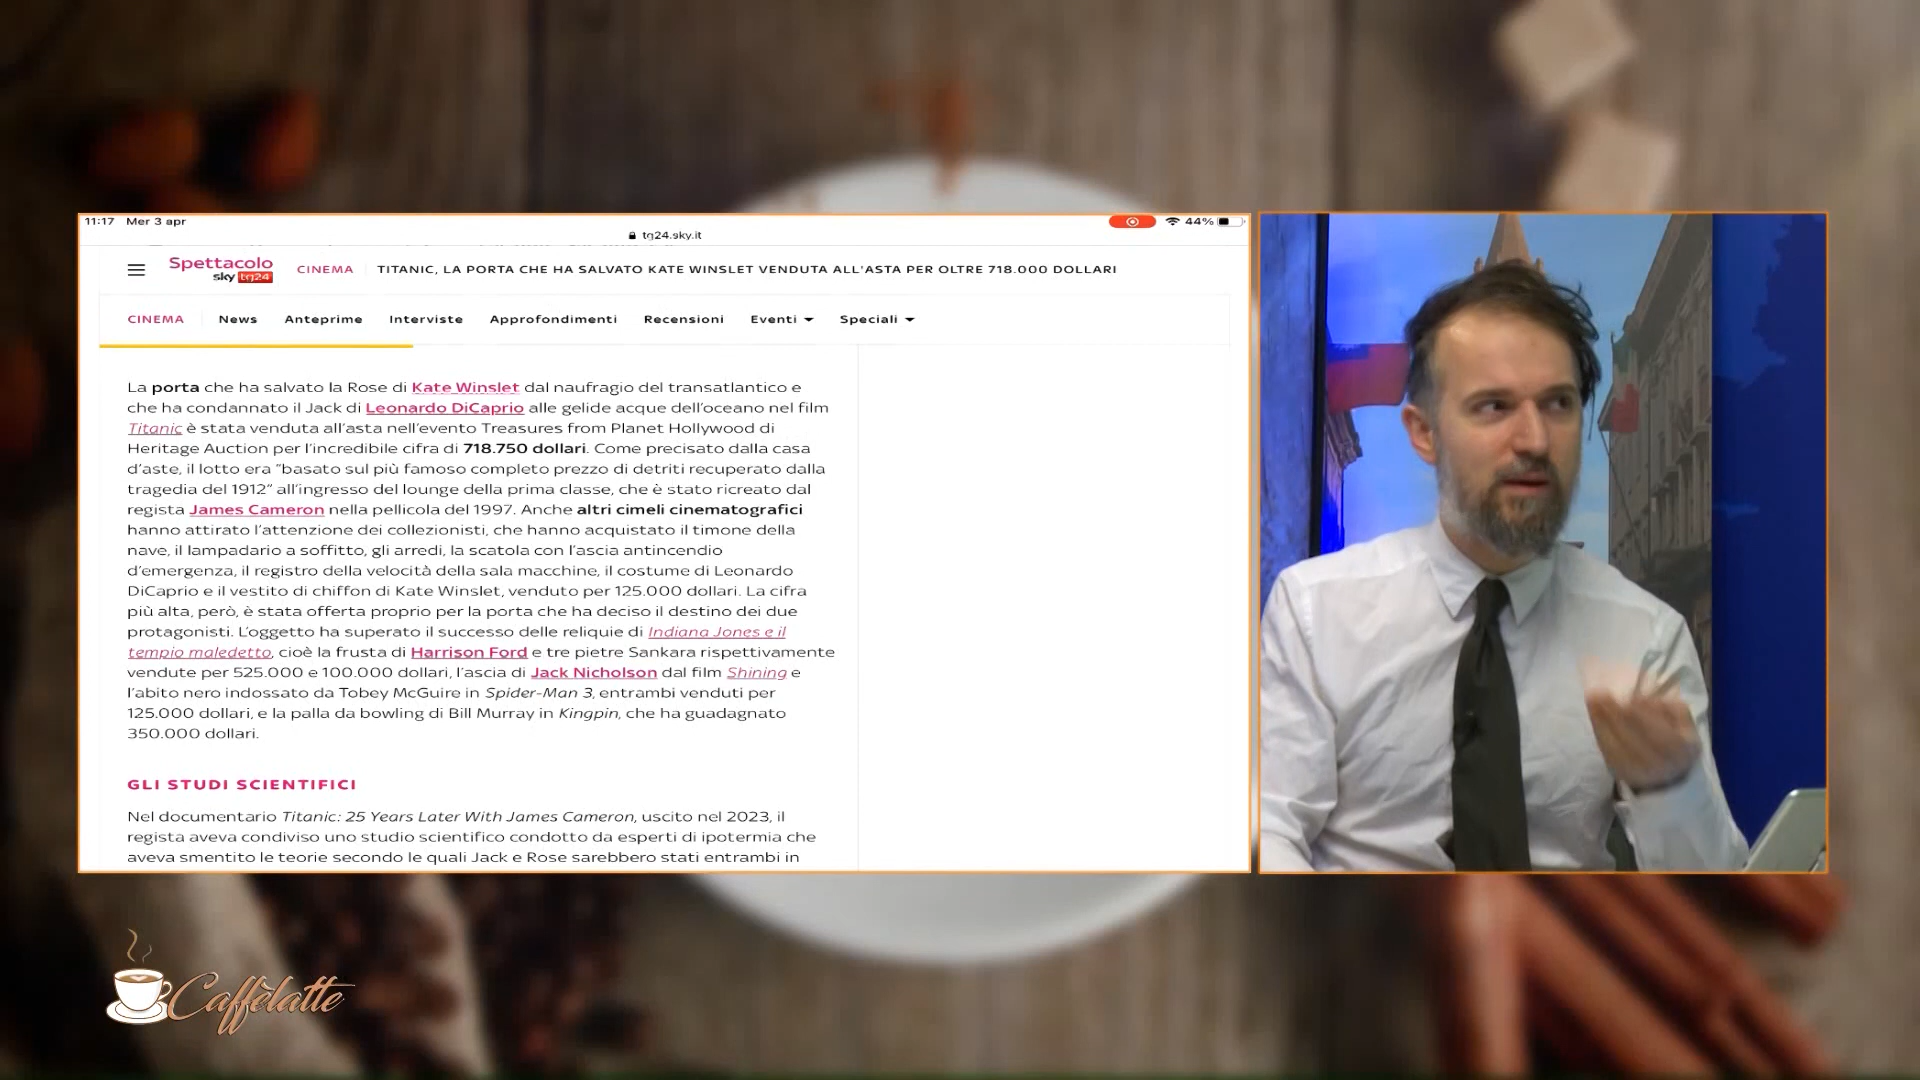 11:17 Mer 3 apr
44%
tg24.sky.it
Spettacolo
sky tg24
CINEMA
TITANIC, LA PORTA CHE HA SALVATO KATE WINSLET VENDUTA ALL'ASTA PER OLTRE 718.000 DOLLARI
CINEMA News Anteprime Interviste Approfondimenti Recensioni Eventi Speciali
La porta che ha salvato la Rose di Kate Winslet dal naufragio del transatlantico e
che ha condannato il Jack di Leonardo DiCaprio alle gelide acque dell'oceano nel film
Titanic è stata venduta all'asta nell'evento Treasures from Planet Hollywood di
Heritage Auction per l'incredibile cifra di 718.750 dollari. Come precisato dalla casa
d'aste, il lotto era "basato sul più famoso completo prezzo di detriti recuperato dalla
tragedia del 1912" all'ingresso del lounge della prima classe, che è stato ricreato dal
regista James Cameron nella pellicola del 1997. Anche altri cimeli cinematografici
hanno attirato l'attenzione dei collezionisti, che hanno acquistato il timone della
nave, il lampadario a soffitto, gli arredi, la scatola con l'ascia antincendio
d'emergenza, il registro della velocità della sala macchine, il costume di Leonardo
DiCaprio e il vestito di chiffon di Kate Winslet, venduto per 125.000 dollari. La cifra
più alta, però, è stata offerta proprio per la porta che ha deciso il destino dei due
protagonisti. L'oggetto ha superato il successo delle reliquie di Indiana Jones e il
tempio maledetto, cioè la frusta di Harrison Ford e tre pietre Sankara rispettivamente
vendute per 525.000 e 100.000 dollari, l'ascia di Jack Nicholson dal film Shining e
l'abito nero indossato da Tobey McGuire in Spider-Man 3, entrambi venduti per
125.000 dollari, e la palla da bowling di Bill Murray in Kingpin, che ha guadagnato
350.000 dollari.
GLI STUDI SCIENTIFICI
Nel documentario Titanic: 25 Years Later With James Cameron, uscito nel 2023, il
regista aveva condiviso uno studio scientifico condotto da esperti di ipotermia che
aveva smentito le teorie secondo le quali Jack e Rose sarebbero stati entrambi in
Caffèlatte